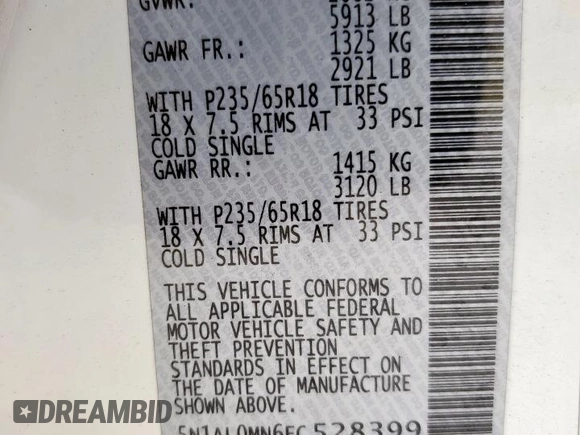 GVWR:
5913 LB
GAWR FR.: 1325 KG
2921 LB
WITH P235/65R18 TIRES
18 X 7.5 RIMS AT 33 PSI
COLD SINGLE
GAWR RR.: 1415 KG
3120 LB
WITH P235/65R18 TIRES
18 X 7.5 RIMS AT 33 PSI
COLD SINGLE
THIS VEHICLE CONFORMS TO
ALL APPLICABLE FEDERAL
MOTOR VEHICLE SAFETY AND
THEFT PREVENTION
STANDARDS IN EFFECT ON
THE DATE OF MANUFACTURE
SHOWN ABOVE.
5N1AL0MN6FC528399
DREAMBID